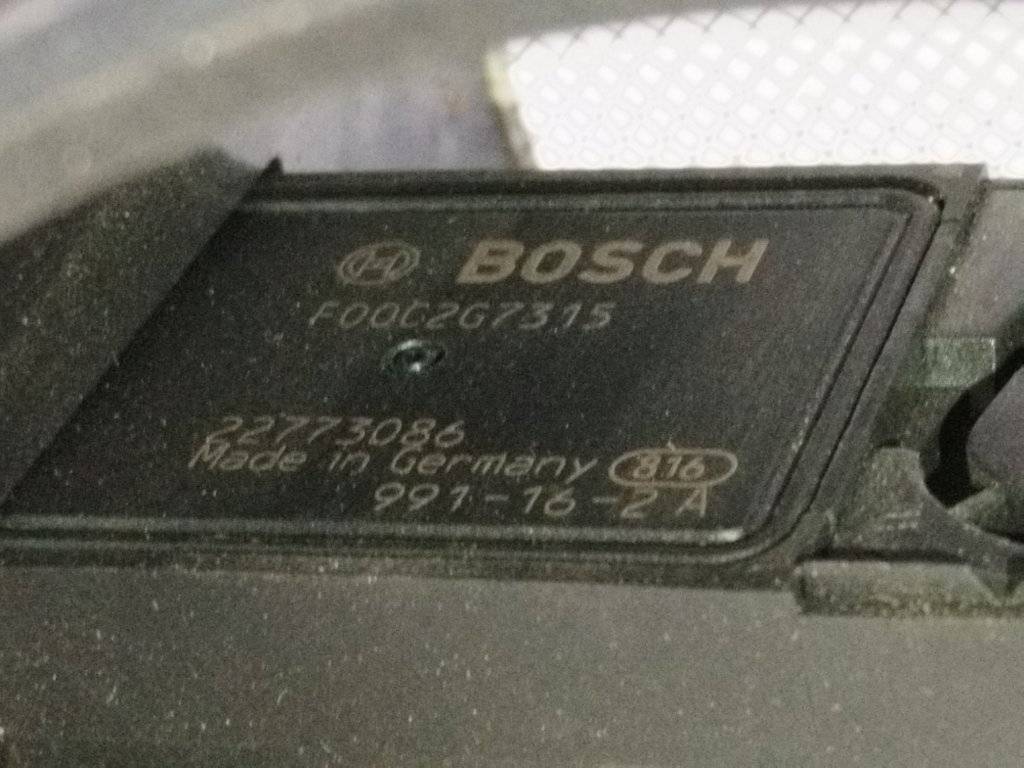 BOSCH
F00C2G7315
22773086
Made in Germany 816
991-16-2 A